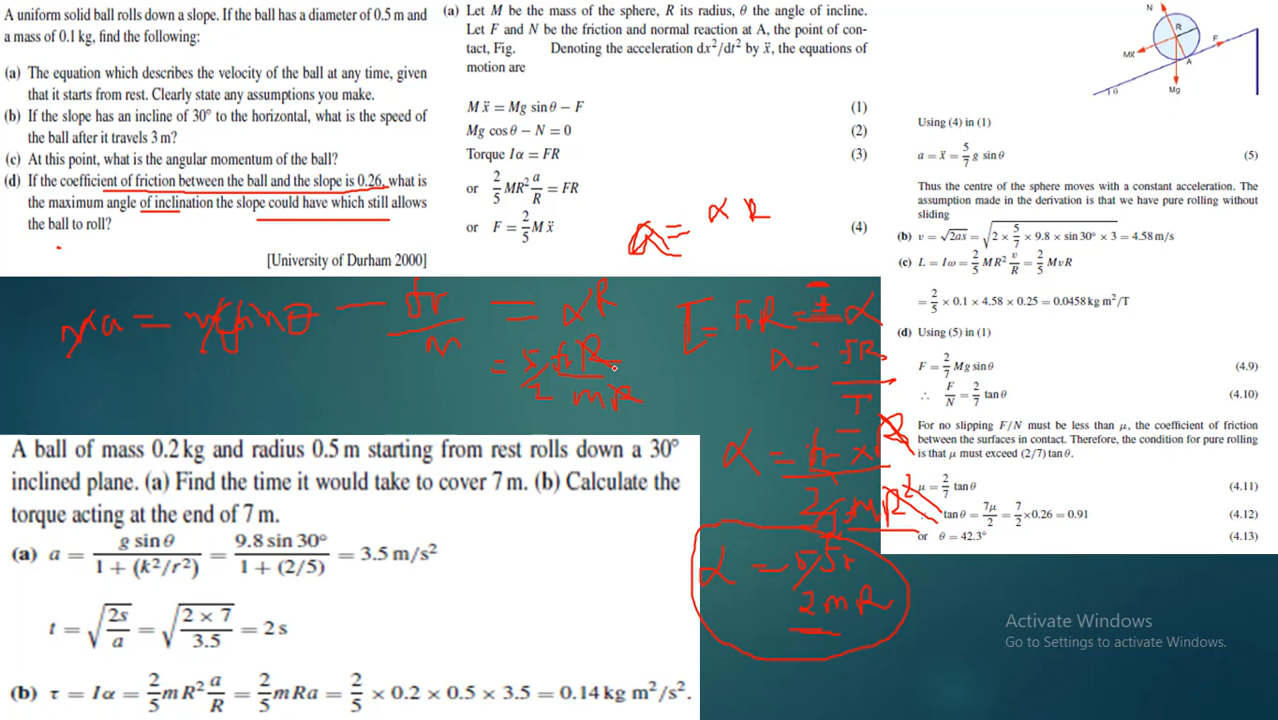 A uniform solid ball rolls down a slope. If the ball has a diameter of 0.5 m and
a mass of 0.1 kg, find the following:
(a) The equation which describes the velocity of the ball at any time, given
that it starts from rest. Clearly state any assumptions you make.
(b) If the slope has an incline of 30° to the horizontal, what is the speed of
the ball after it travels 3 m?
(c) At this point, what is the angular momentum of the ball?
(d) If the coefficient of friction between the ball and the slope is 0.26, what is
the maximum angle of inclination the slope could have which still allows
the ball to roll?
[University of Durham 2000]
(a) Let M be the mass of the sphere, R its radius, θ the angle of incline.
Let F and N be the friction and normal reaction at A, the point of con-
tact, Fig. Denoting the acceleration dx²/dt² by ẍ, the equations of
motion are
Mẍ = Mg sin θ − F (1)
Mg cos θ − N = 0 (2)
Torque Iα = FR (3)
or 2/5 MR² a/R = FR
or F = 2/5 Mẍ (4)
a = α R
N
R
F
Mẍ
A
θ
Mg
Using (4) in (1)
a = ẍ = 5/7 g sin θ (5)
Thus the centre of the sphere moves with a constant acceleration. The
assumption made in the derivation is that we have pure rolling without
sliding
(b) v = √2as = √2 × 5/7 × 9.8 × sin 30° × 3 = 4.58 m/s
(c) L = Iω = 2/5 MR² v/R = 2/5 MvR
= 2/5 × 0.1 × 4.58 × 0.25 = 0.0458 kg m²/T
(d) Using (5) in (1)
F = 2/7 Mg sin θ (4.9)
∴ F/N = 2/7 tan θ (4.10)
For no slipping F/N must be less than μ, the coefficient of friction
between the surfaces in contact. Therefore, the condition for pure rolling
is that μ must exceed (2/7) tan θ.
μ = 2/7 tan θ (4.11)
tan θ = 7μ/2 = 7/2 × 0.26 = 0.91 (4.12)
or θ = 42.3° (4.13)
= α R
α = 5 fr / 2 m R
A ball of mass 0.2 kg and radius 0.5 m starting from rest rolls down a 30°
inclined plane. (a) Find the time it would take to cover 7 m. (b) Calculate the
torque acting at the end of 7 m.
(a) a = g sin θ / 1 + (k²/r²) = 9.8 sin 30° / 1 + (2/5) = 3.5 m/s²
t = √2s/a = √2 × 7/3.5 = 2 s
(b) τ = Iα = 2/5 mR² a/R = 2/5 mRa = 2/5 × 0.2 × 0.5 × 3.5 = 0.14 kg m²/s².
Activate Windows
Go to Settings to activate Windows.